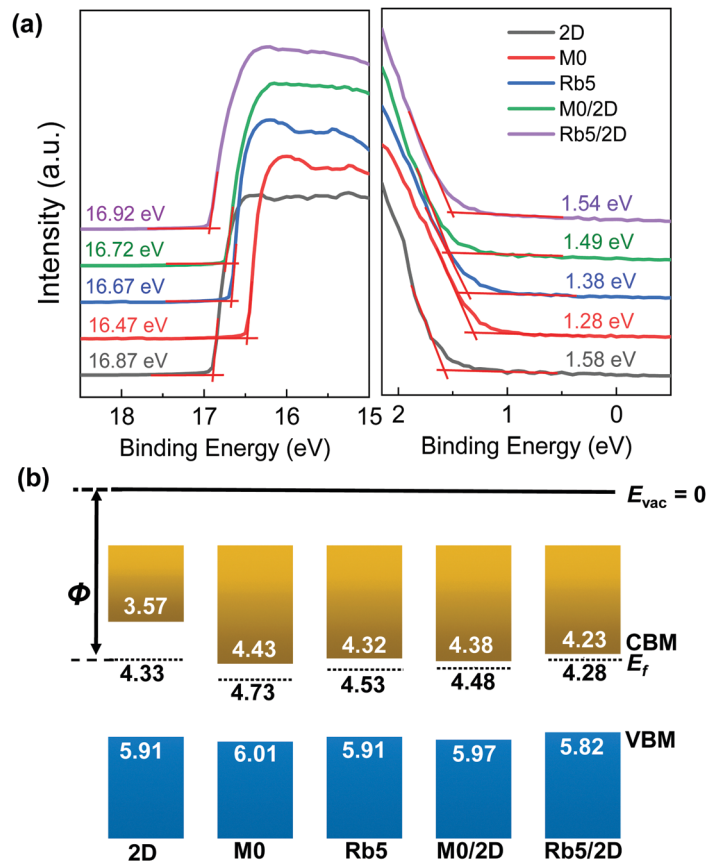 (a)
Intensity (a.u.)
16.92 eV
16.72 eV
16.67 eV
16.47 eV
16.87 eV
18 17 16 15
Binding Energy (eV)
2D
M0
Rb5
M0/2D
Rb5/2D
1.54 eV
1.49 eV
1.38 eV
1.28 eV
1.58 eV
2 1 0
Binding Energy (eV)
(b)
Evac = 0
Φ
3.57 4.43 4.32 4.38 4.23 CBM
4.33 4.73 4.53 4.48 4.28 Ef
5.91 6.01 5.91 5.97 5.82 VBM
2D M0 Rb5 M0/2D Rb5/2D